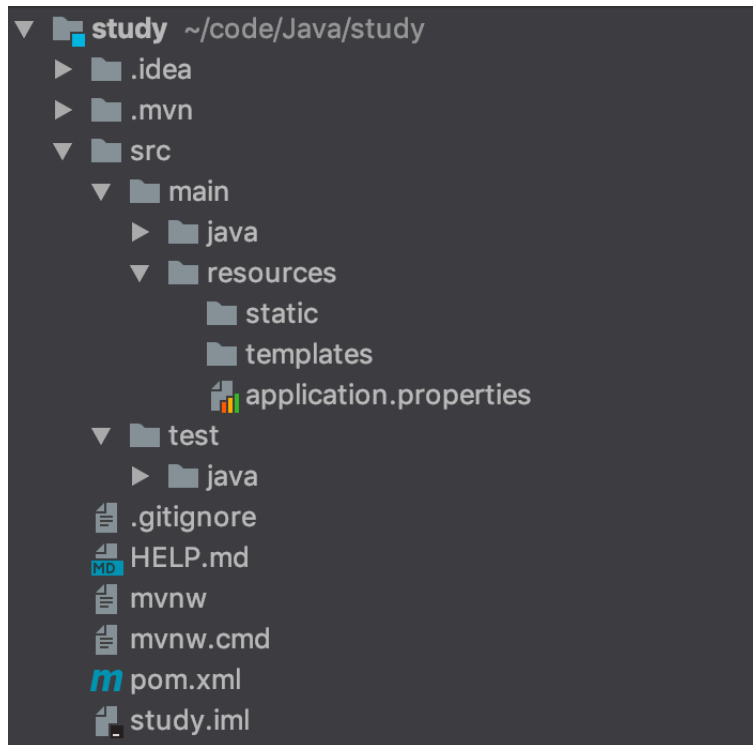 study ~/code/Java/study
.idea
.mvn
src
main
java
resources
static
templates
application.properties
test
java
.gitignore
MD HELP.md
mvnw
mvnw.cmd
m pom.xml
study.iml